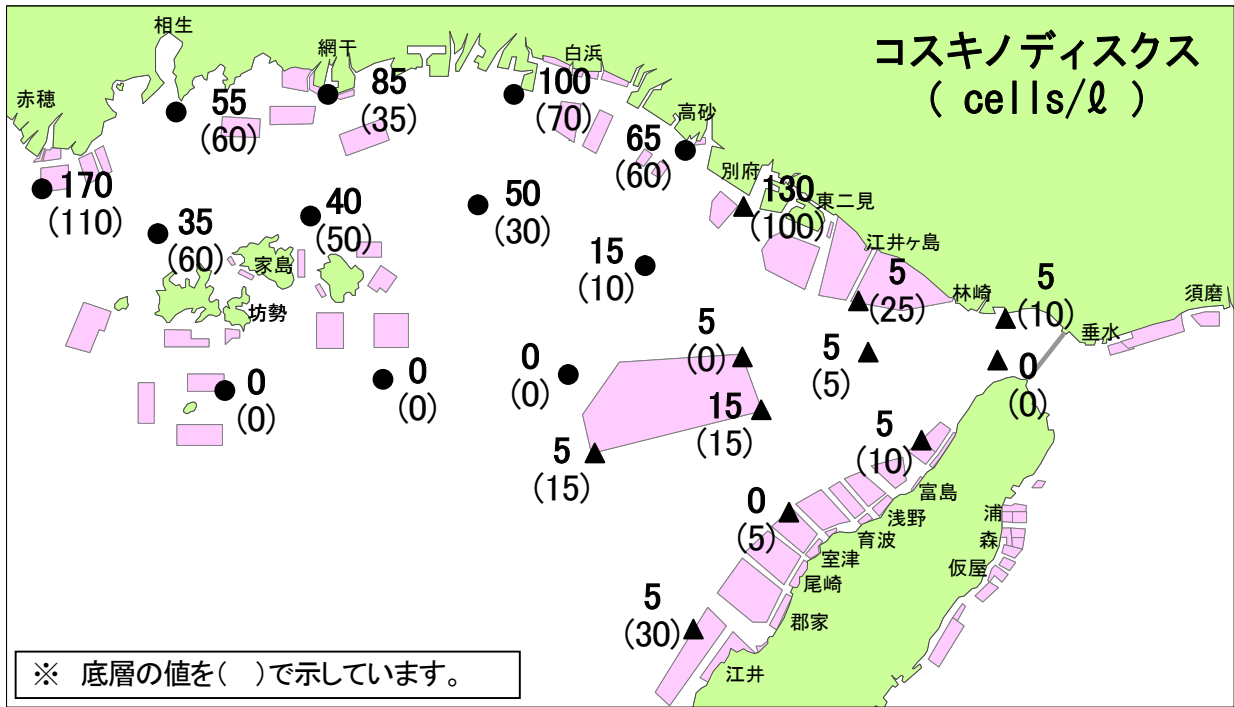 コスキノディスクス
( cells/ℓ )
相生
網干
白浜
赤穂
高砂
別府
東二見
江井ヶ島
林崎
須磨
垂水
家島
坊勢
富島
浅野
育波
室津
尾崎
郡家
江井
浦
森
仮屋
55
(60)
85
(35)
100
(70)
65
(60)
170
(110)
130
(100)
35
(60)
40
(50)
50
(30)
15
(10)
5
(25)
5
(10)
5
(0)
5
(5)
0
(0)
0
(0)
0
(0)
0
(0)
15
(15)
5
(15)
5
(10)
0
(5)
5
(30)
※ 底層の値を( )で示しています。